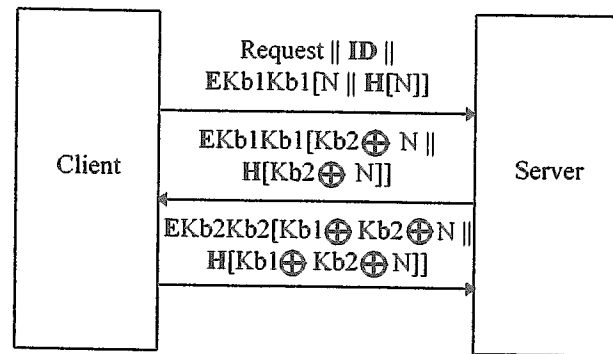 Request || ID ||
EKb1Kb1[N || H[N]]
EKb1Kb1[Kb2⊕ N ||
H[Kb2⊕ N]]
EKb2Kb2[Kb1⊕ Kb2⊕N ||
H[Kb1⊕ Kb2⊕N]]
Client
Server